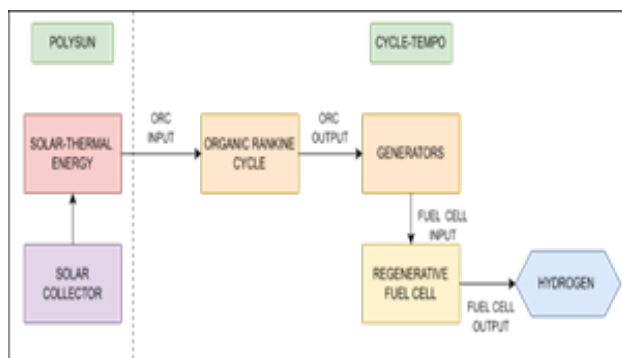 POLYSUN
CYCLE-TEMPO
SOLAR-THERMAL
ENERGY
ORC
INPUT
ORGANIC RANKINE
CYCLE
ORC
OUTPUT
GENERATORS
FUEL CELL
INPUT
SOLAR
COLLECTOR
REGENERATIVE
FUEL CELL
FUEL CELL
OUTPUT
HYDROGEN